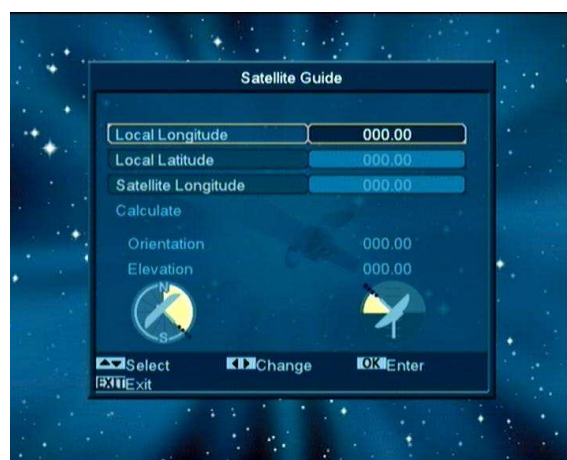 Satellite Guide
Local Longitude 000.00
Local Latitude 000.00
Satellite Longitude 000.00
Calculate
Orientation 000.00
Elevation 000.00
N
S
Select Change OK Enter
EXIT Exit